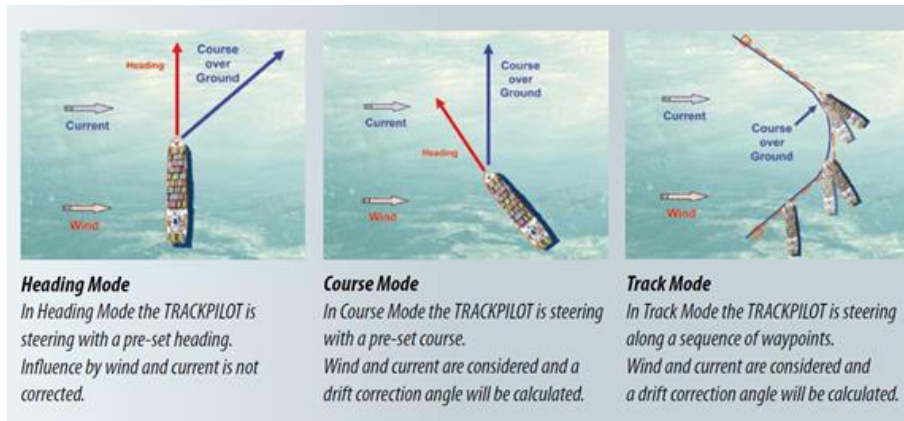 Heading
Course
over
Ground
Current
Wind
Course
over
Ground
Current
Heading
Wind
Current
Course
over
Ground
Wind
Heading Mode
In Heading Mode the TRACKPILOT is
steering with a pre-set heading.
Influence by wind and current is not
corrected.
Course Mode
In Course Mode the TRACKPILOT is steering
with a pre-set course.
Wind and current are considered and a
drift correction angle will be calculated.
Track Mode
In Track Mode the TRACKPILOT is steering
along a sequence of waypoints.
Wind and current are considered and
a drift correction angle will be calculated.